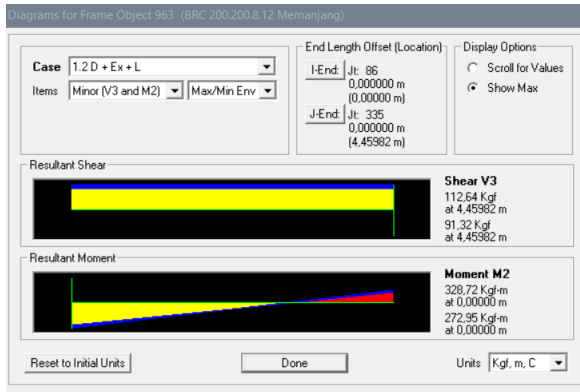 Diagrams for Frame Object 963 (BRC 200.200.8.12 Memanjang)
Case 1.2 D + Ex + L
Items Minor (V3 and M2) Max/Min Env
End Length Offset (Location)
I-End: Jt: 86
0,000000 m
(0,00000 m)
J-End: Jt: 335
0,000000 m
(4,45982 m)
Display Options
Scroll for Values
Show Max
Resultant Shear
Shear V3
112,64 Kgf
at 4,45982 m
91,32 Kgf
at 4,45982 m
Resultant Moment
Moment M2
328,72 Kgf-m
at 0,00000 m
272,95 Kgf-m
at 0,00000 m
Reset to Initial Units
Done
Units Kgf, m, C